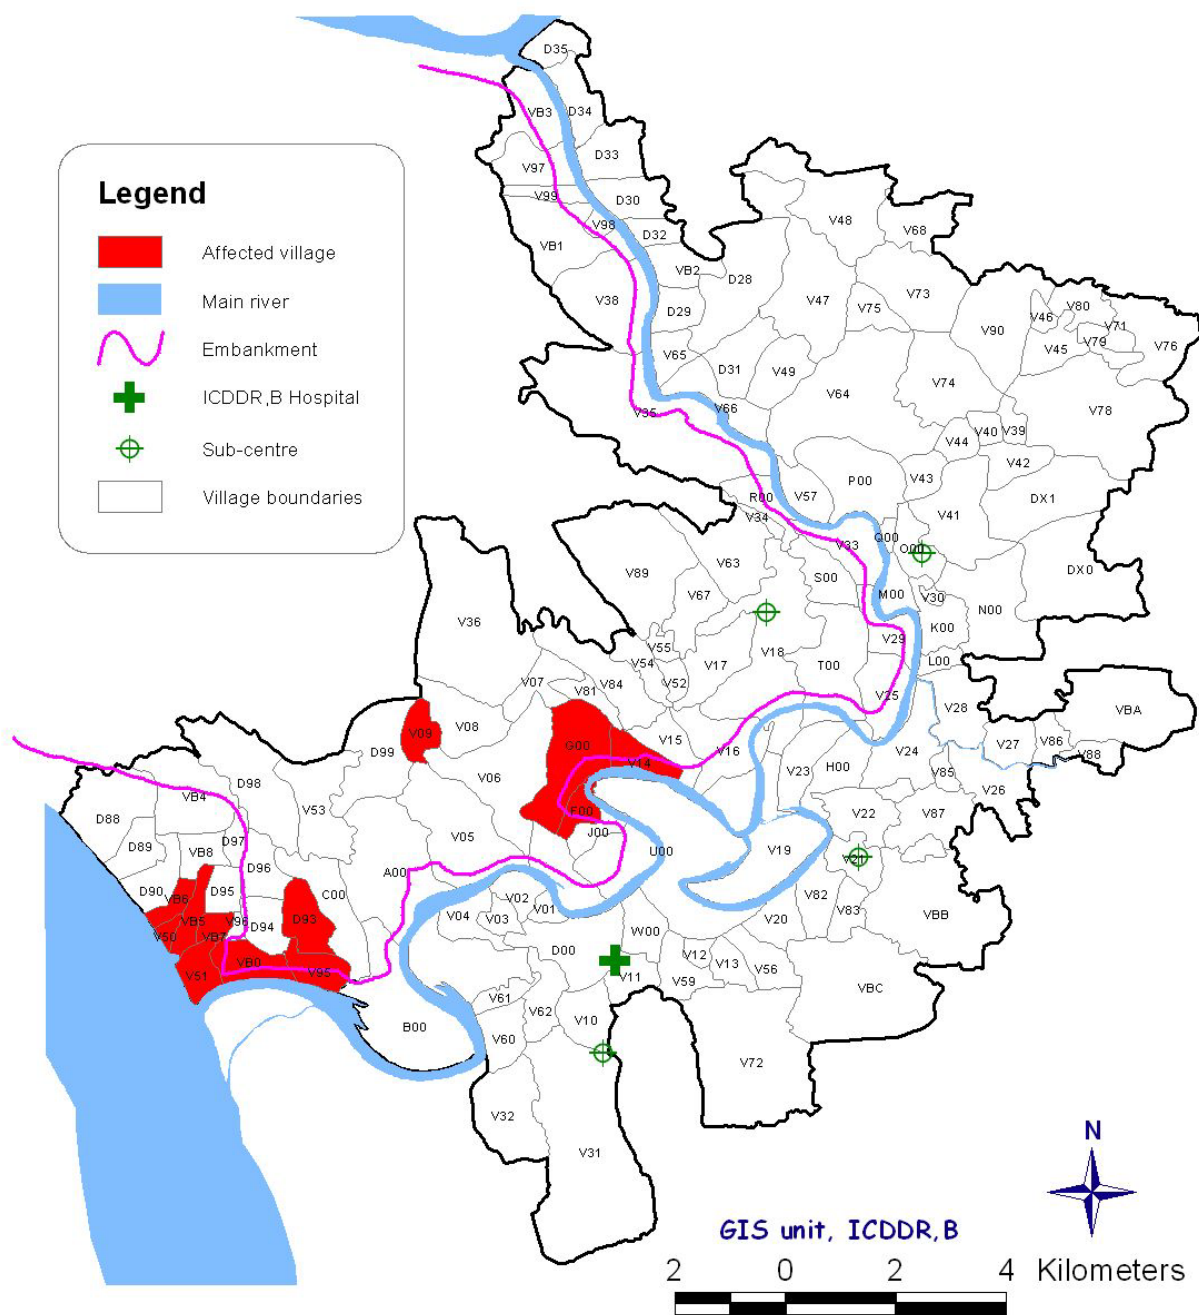 D35
VB3
D34
D33
V97
V99
D30
V98
D32
VB1
VB2
D28
V48
V68
V38
D29
V47
V75
V73
V90
V46
V80
V71
V79
V45
V76
V65
D31
V49
V64
V74
V78
V35
V66
V44
V40
V39
V42
V43
P00
V57
R00
V34
V33
Q00
O00
V41
DX1
DX0
Legend
Affected village
Main river
Embankment
ICDDR,B Hospital
Sub-centre
Village boundaries
V89
V63
V67
S00
M00
V30
N00
K00
V36
V55
V54
V52
V17
V18
T00
V29
L00
V25
V28
VBA
V07
V81
V84
V08
V09
D99
G00
V14
V15
V16
V24
V27
V86
V88
V26
V85
V87
H00
V23
V22
V21
V06
V05
F00
J00
U00
V19
D98
VB4
V53
D88
D89
VB8
D97
D96
A00
C00
D90
VB6
D95
V96
D94
D93
VB5
VB7
V50
V51
VB0
V95
V04
V02
V03
V01
D00
W00
V12
V13
V56
V20
V82
V83
VBB
VBC
V11
V59
V61
V62
V10
V60
B00
V72
V32
V31
N
GIS unit, ICDDR,B
2 0 2 4 Kilometers